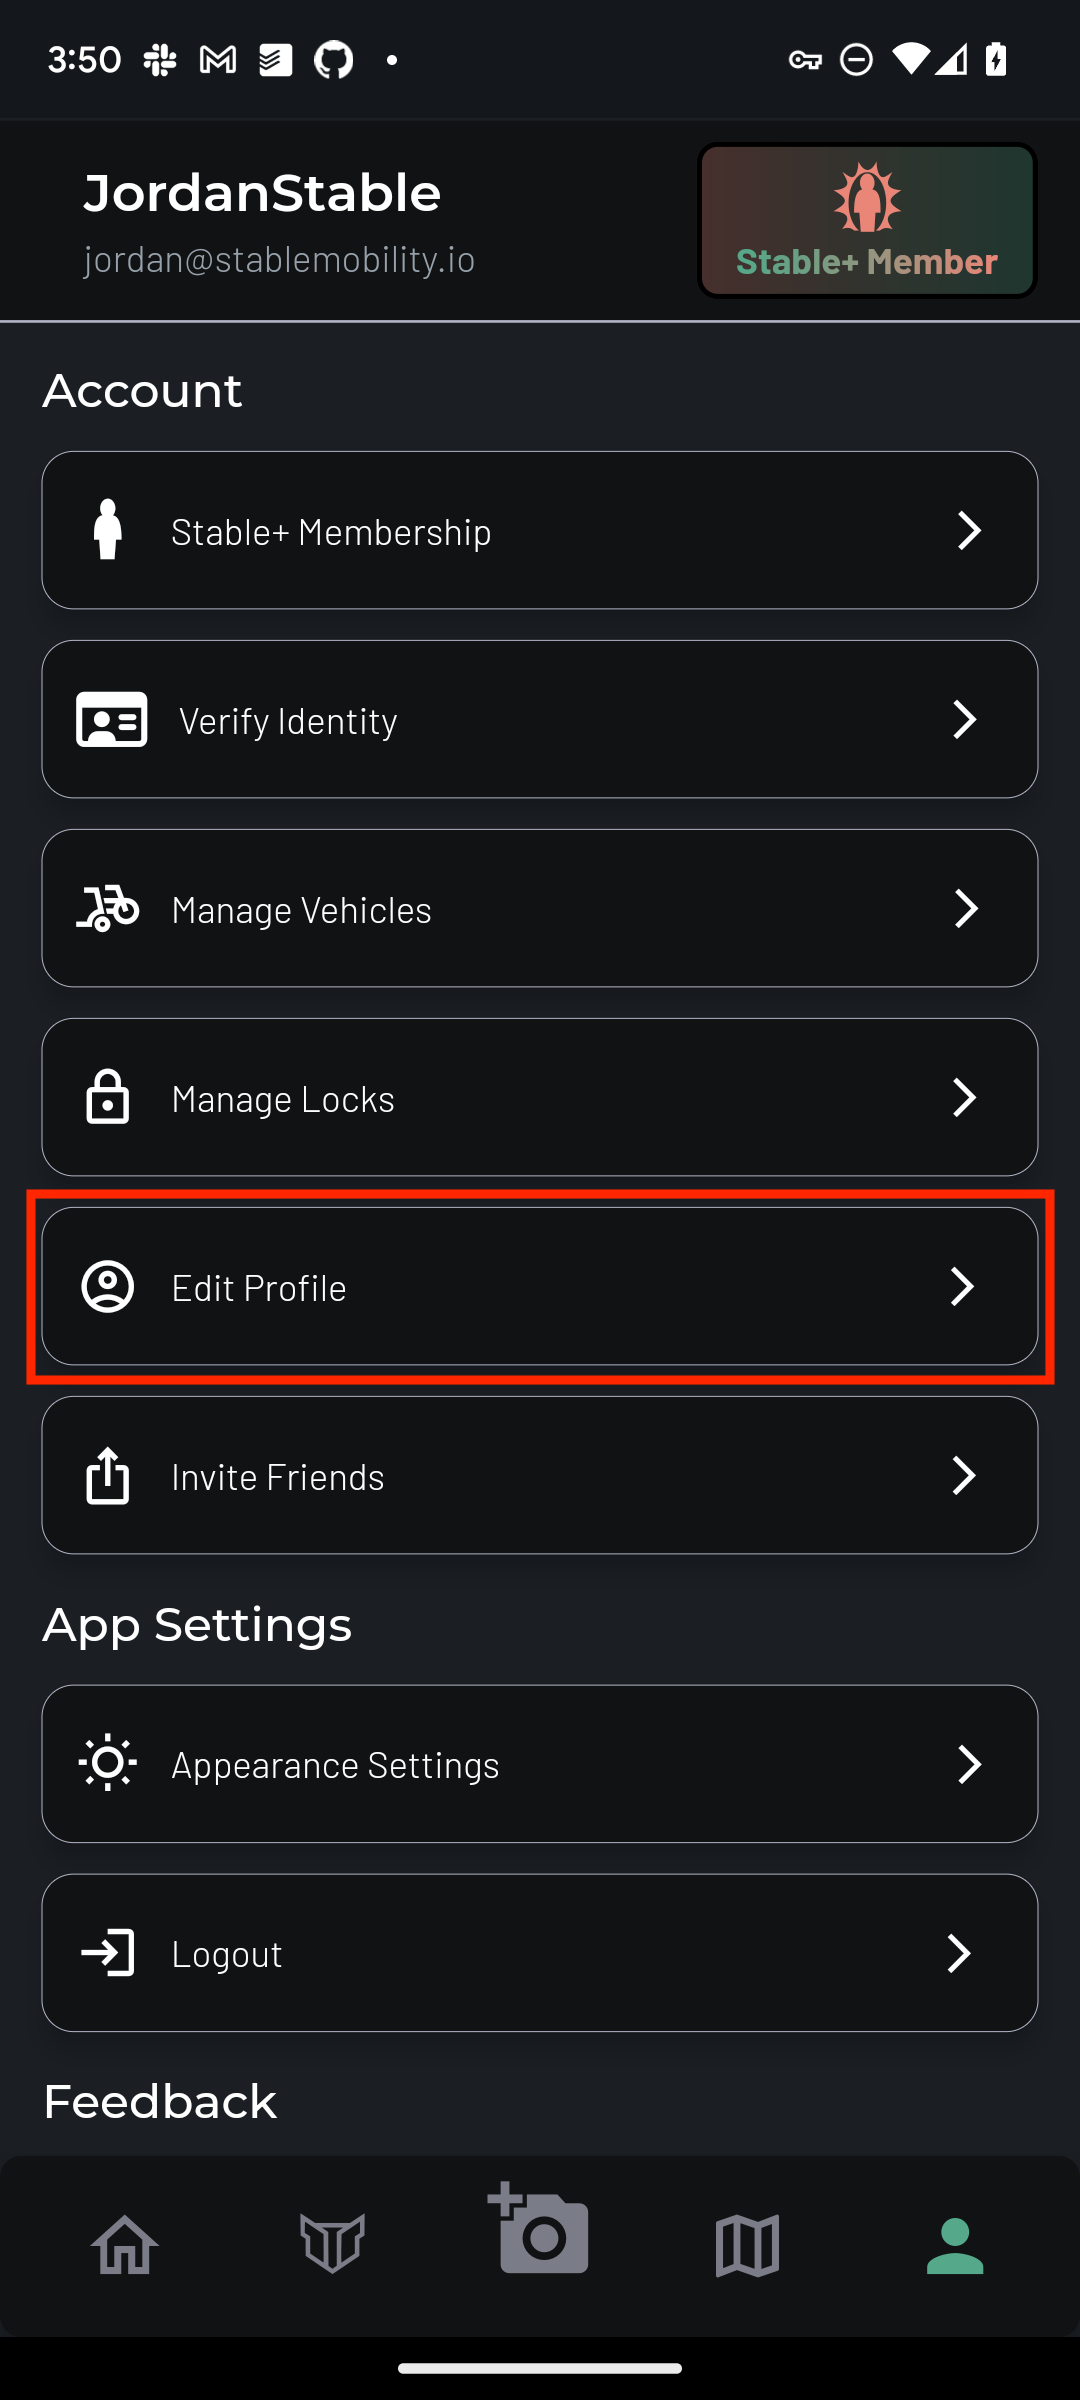 3:50
JordanStable
jordan@stablemobility.io
Stable+ Member
Account
Stable+ Membership
Verify Identity
Manage Vehicles
Manage Locks
Edit Profile
Invite Friends
App Settings
Appearance Settings
Logout
Feedback